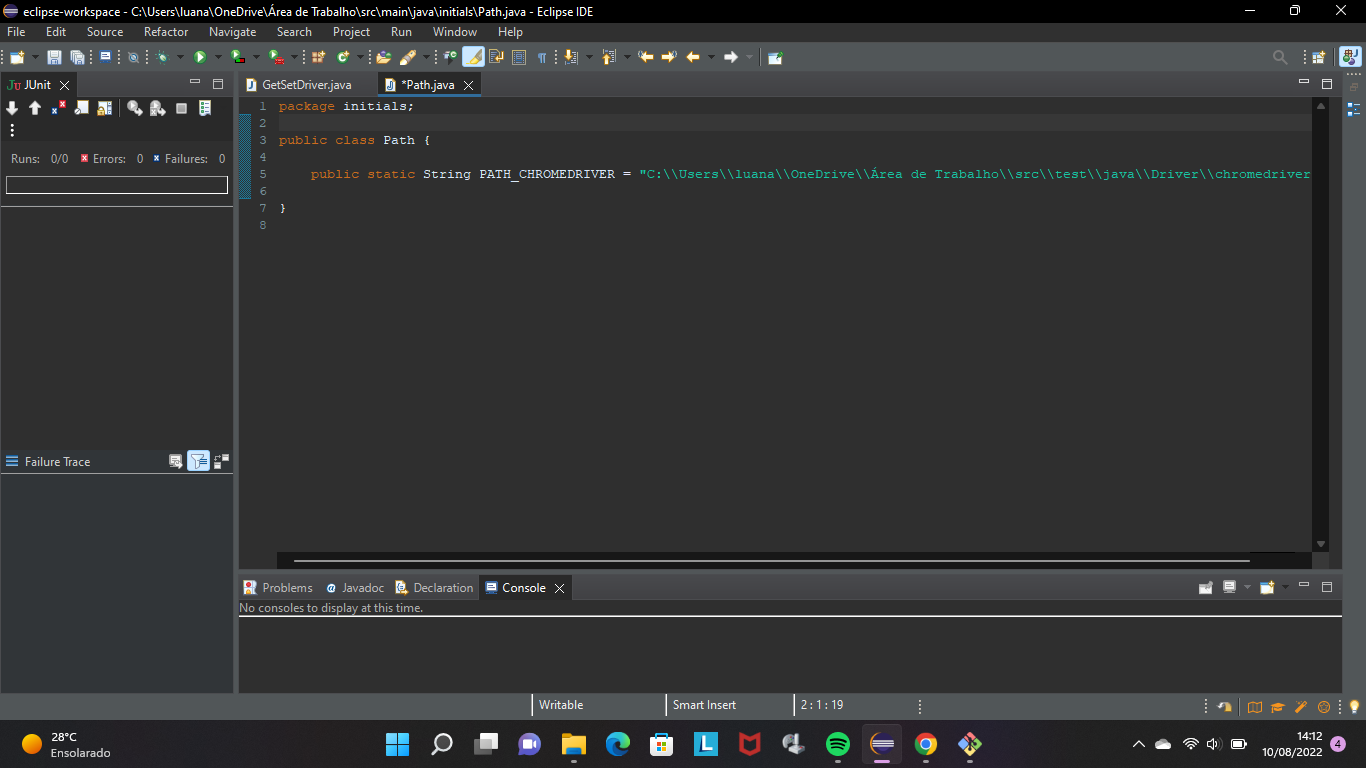 eclipse-workspace - C:\Users\luana\OneDrive\Área de Trabalho\src\main\java\initials\Path.java - Eclipse IDE
File Edit Source Refactor Navigate Search Project Run Window Help
JUnit
Runs: 0/0 Errors: 0 Failures: 0
Failure Trace
GetSetDriver.java *Path.java
1 package initials;
2
3 public class Path {
4
5 public static String PATH_CHROMEDRIVER = "C:\\Users\\luana\\OneDrive\\Área de Trabalho\\src\\test\\java\\Driver\\chromedriver
6
7 }
8
Problems Javadoc Declaration Console
No consoles to display at this time.
Writable Smart Insert 2 : 1 : 19
28°C
Ensolarado
14:12
10/08/2022 4